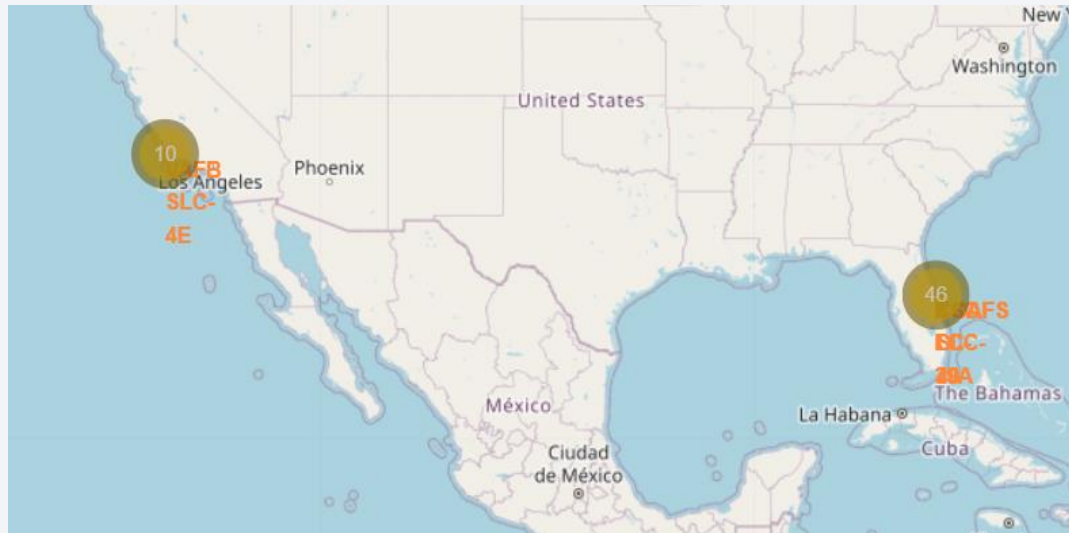 New
Washington
United States
10
Phoenix
Los Angeles
SLC-
4E
46
The Bahamas
México
La Habana
Cuba
Ciudad
de México